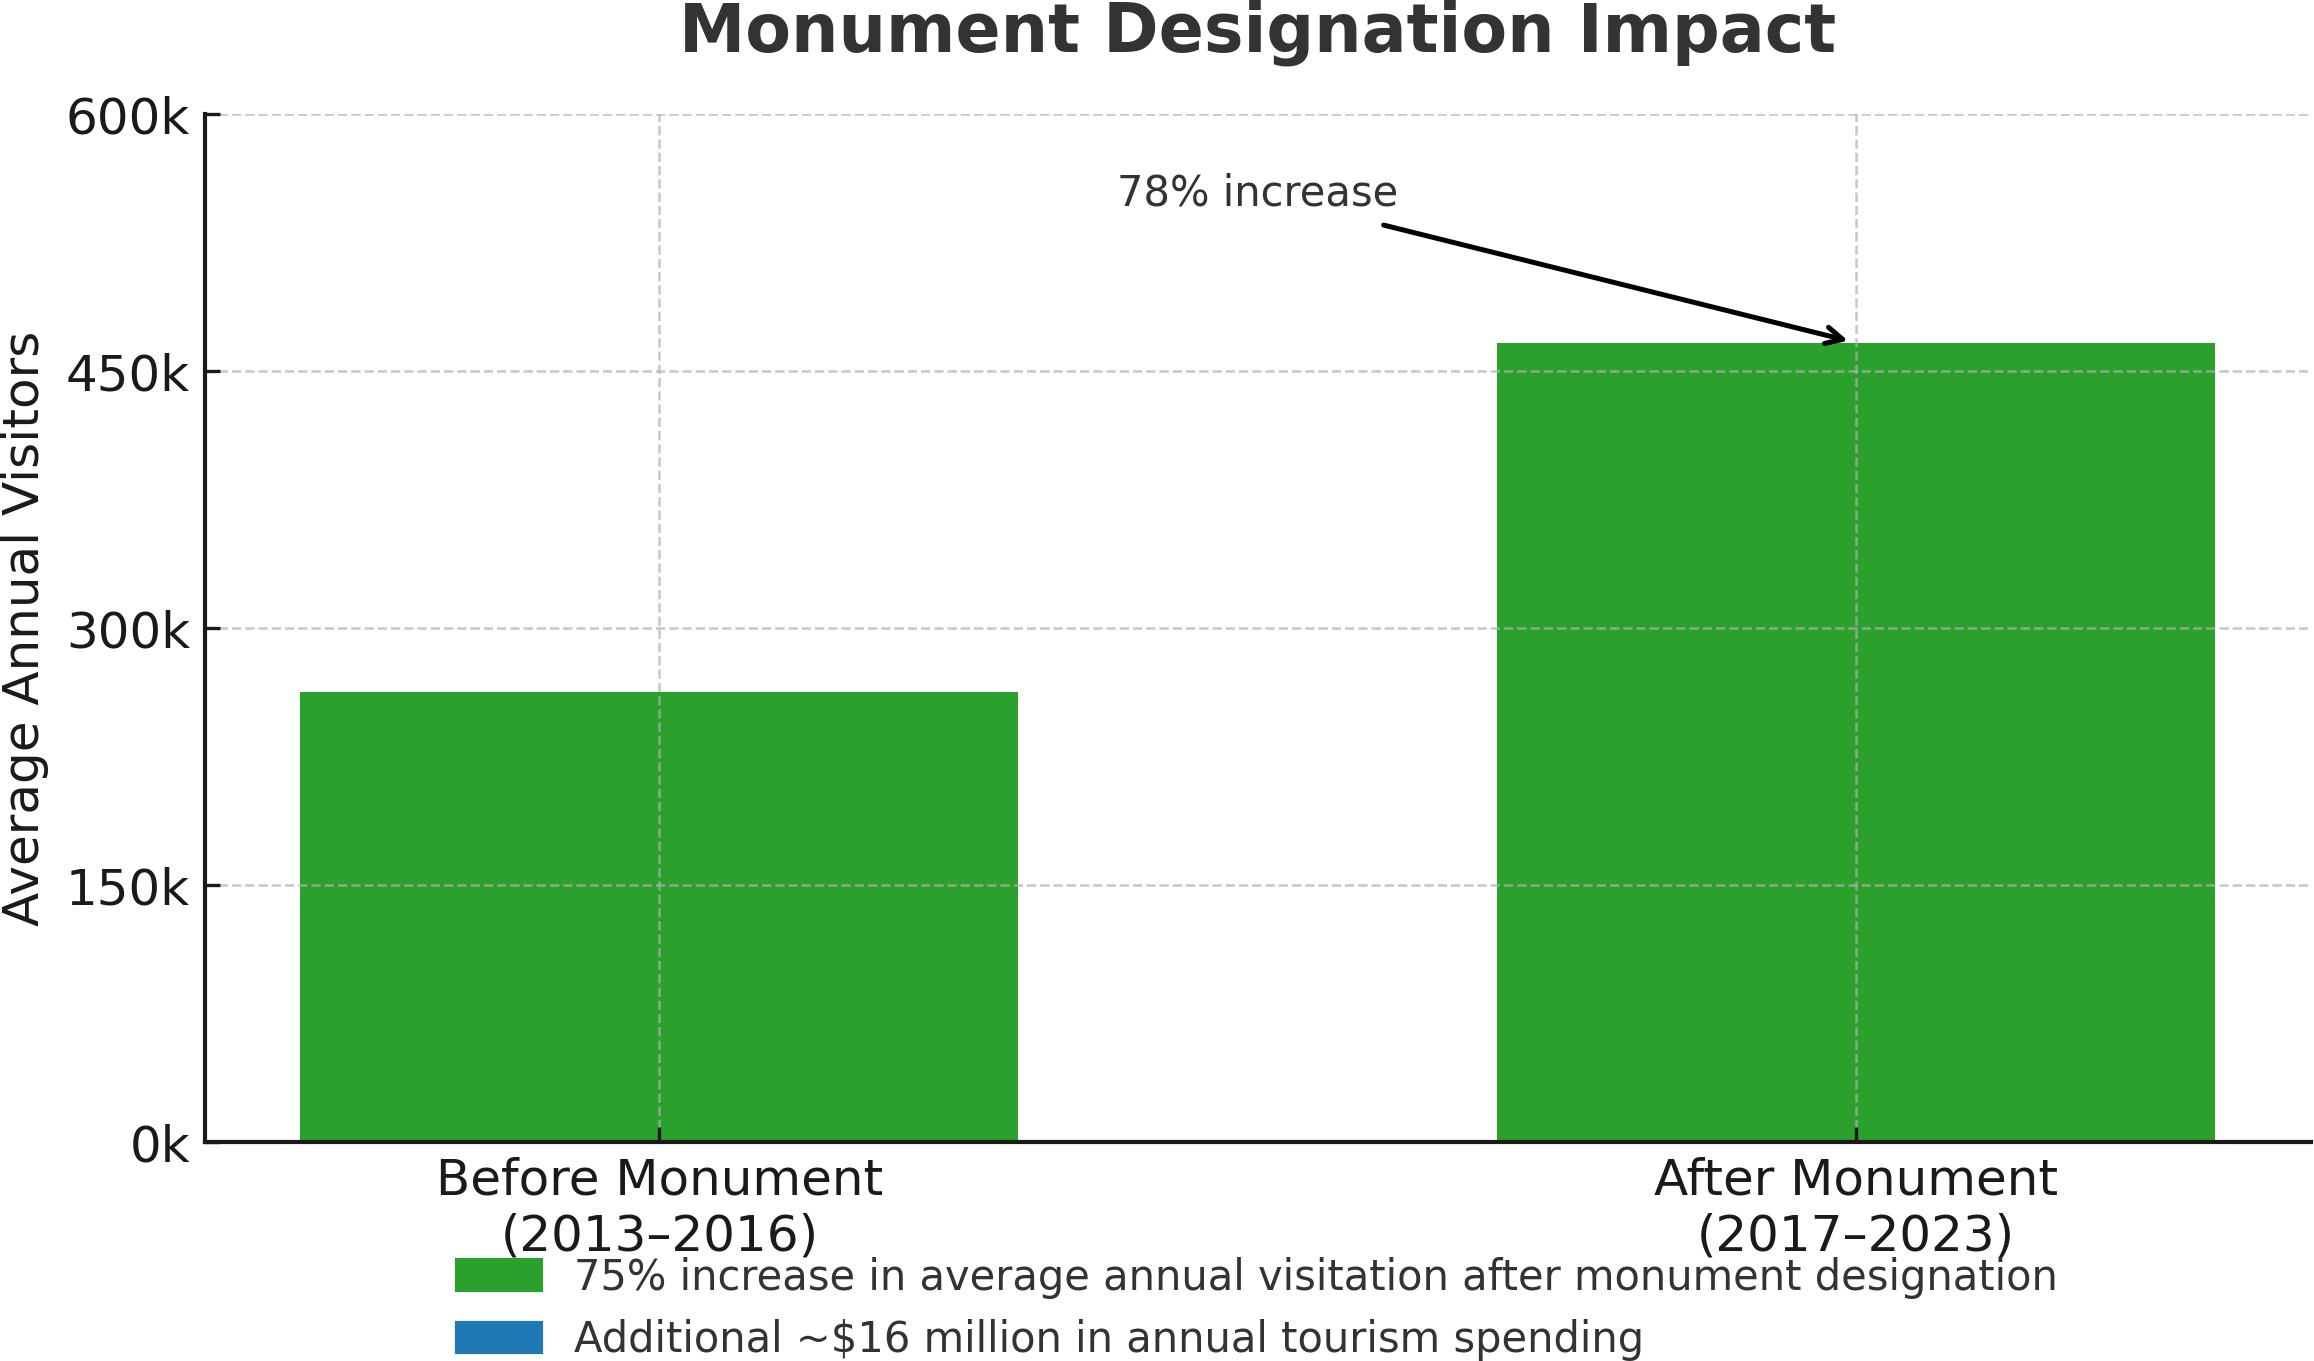 Monument Designation Impact
600k
78% increase
450k
300k
150k
0k
Average Annual Visitors
Before Monument
(2013–2016)
After Monument
(2017–2023)
75% increase in average annual visitation after monument designation
Additional ~$16 million in annual tourism spending